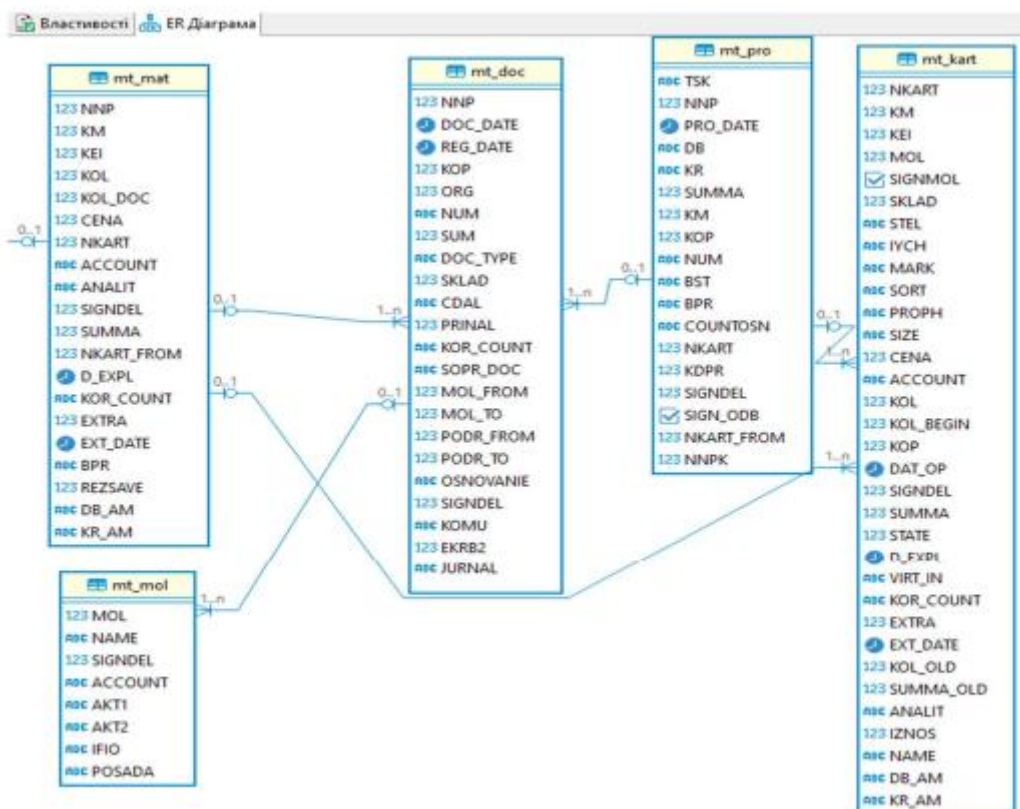 Властивості
ER Діаграма
mt_mat
123 NNP
123 KM
123 KEI
123 KOL
123 KOL_DOC
123 CENA
123 NKART
ABC ACCOUNT
ABC ANALIT
123 SIGNDEL
123 SUMMA
123 NKART_FROM
D_EXPL
ABC KOR_COUNT
123 EXTRA
EXT_DATE
ABC BPR
123 REZSAVE
ABC DB_AM
ABC KR_AM
mt_mol
123 MOL
ABC NAME
123 SIGNDEL
ABC ACCOUNT
ABC AKT1
ABC AKT2
ABC IFIO
ABC POSADA
mt_doc
123 NNP
DOC_DATE
REG_DATE
123 KOP
123 ORG
ABC NUM
123 SUM
ABC DOC_TYPE
123 SKLAD
ABC CDAL
123 PRINAL
ABC KOR_COUNT
ABC SOPR_DOC
123 MOL_FROM
123 MOL_TO
123 PODR_FROM
123 PODR_TO
ABC OSNOVANIE
123 SIGNDEL
ABC KOMU
123 EKRB2
ABC JURNAL
mt_pro
ABC TSK
123 NNP
PRO_DATE
ABC DB
ABC KR
123 SUMMA
123 KM
123 KOP
ABC NUM
ABC BST
ABC BPR
ABC COUNTOSN
123 NKART
123 KDPR
123 SIGNDEL
SIGN_ODB
123 NKART_FROM
123 NNPK
mt_kart
123 NKART
123 KM
123 KEI
123 MOL
SIGNMOL
123 SKLAD
ABC STEL
ABC IYCH
ABC MARK
ABC SORT
ABC PROPH
ABC SIZE
123 CENA
ABC ACCOUNT
123 KOL
123 KOL_BEGIN
123 KOP
DAT_OP
123 SIGNDEL
123 SUMMA
123 STATE
D_EXPL
ABC VIRT_IN
ABC KOR_COUNT
123 EXTRA
EXT_DATE
123 KOL_OLD
123 SUMMA_OLD
ABC ANALIT
123 IZNOS
ABC NAME
ABC DB_AM
ABC KR_AM
0..1
0..1
1..n
0..1
0..1
1..n
1..n
0..1
0..1
1..n
1..n